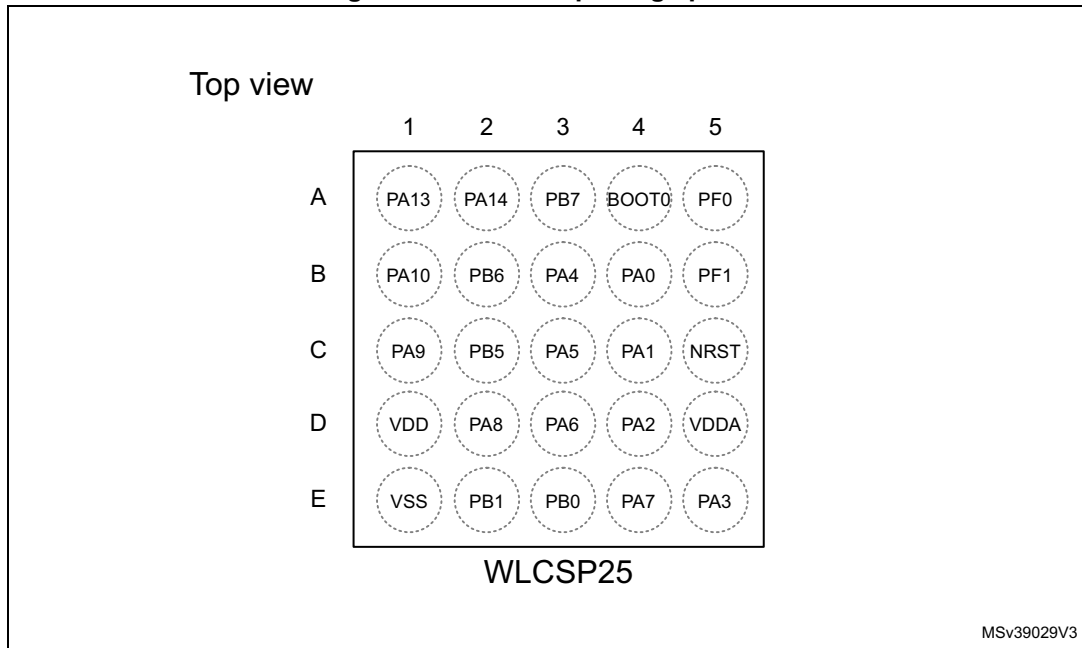 Top view
1 2 3 4 5
A PA13 PA14 PB7 BOOT0 PF0
B PA10 PB6 PA4 PA0 PF1
C PA9 PB5 PA5 PA1 NRST
D VDD PA8 PA6 PA2 VDDA
E VSS PB1 PB0 PA7 PA3
WLCSP25
MSv39029V3